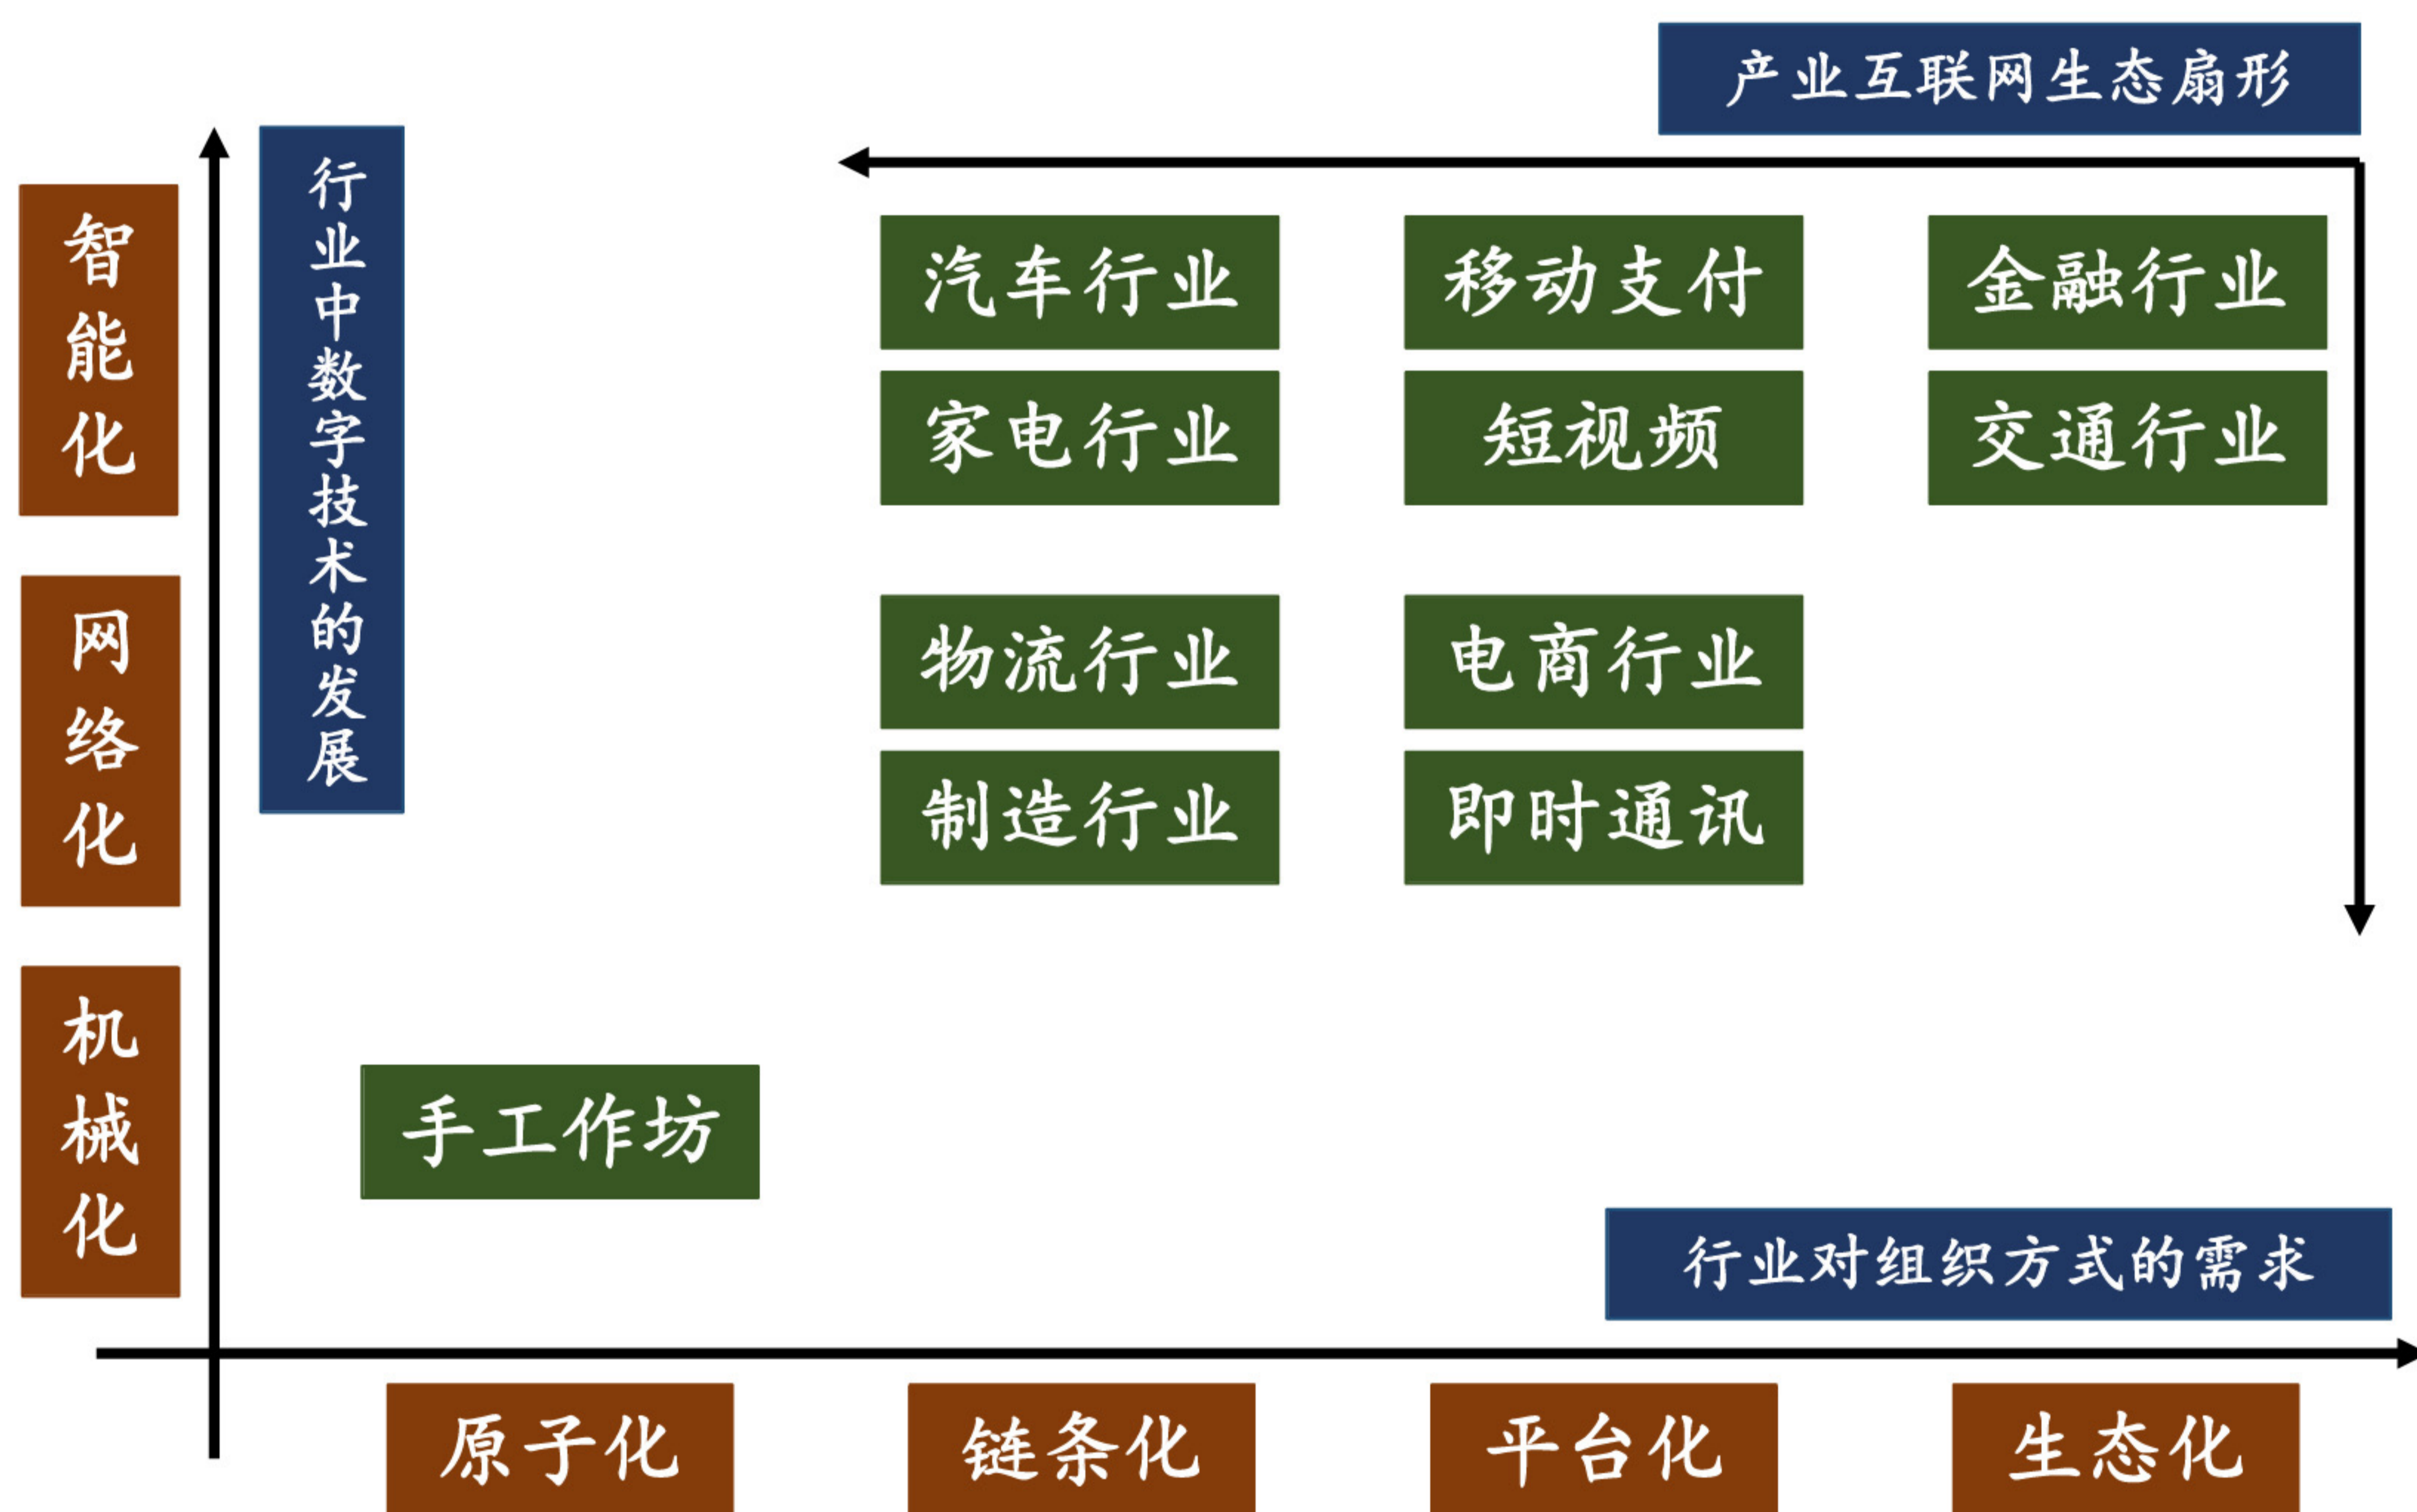 产业互联网生态扇形
行业中数字技术的发展
智能化
汽车行业
移动支付
金融行业
家电行业
短视频
交通行业
网络化
物流行业
电商行业
制造行业
即时通讯
机械化
手工作坊
行业对组织方式的需求
原子化
链条化
平台化
生态化